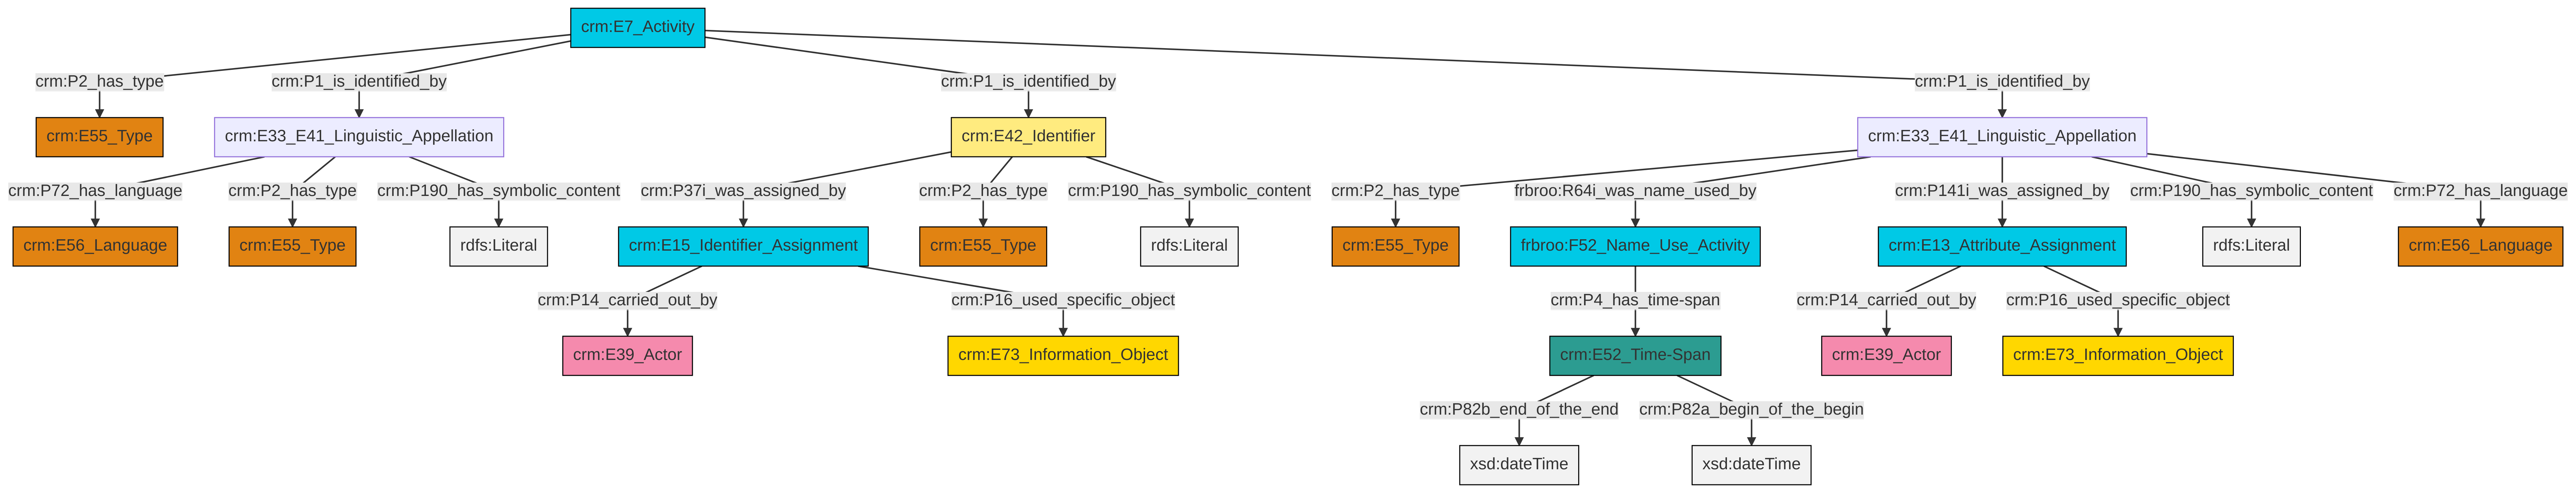 crm:E7_Activity
crm:P2_has_type
crm:P1_is_identified_by
crm:P1_is_identified_by
crm:P1_is_identified_by
crm:E55_Type
crm:E33_E41_Linguistic_Appellation
crm:E42_Identifier
crm:E33_E41_Linguistic_Appellation
crm:P72_has_language
crm:P2_has_type
crm:P190_has_symbolic_content
crm:P37i_was_assigned_by
crm:P2_has_type
crm:P190_has_symbolic_content
crm:P2_has_type
frbroo:R64i_was_name_used_by
crm:P141i_was_assigned_by
crm:P190_has_symbolic_content
crm:P72_has_language
crm:E56_Language
crm:E55_Type
rdfs:Literal
crm:E15_Identifier_Assignment
crm:E55_Type
rdfs:Literal
crm:E55_Type
frbroo:F52_Name_Use_Activity
crm:E13_Attribute_Assignment
rdfs:Literal
crm:E56_Language
crm:P14_carried_out_by
crm:P16_used_specific_object
crm:P4_has_time-span
crm:P14_carried_out_by
crm:P16_used_specific_object
crm:E39_Actor
crm:E73_Information_Object
crm:E52_Time-Span
crm:E39_Actor
crm:E73_Information_Object
crm:P82b_end_of_the_end
crm:P82a_begin_of_the_begin
xsd:dateTime
xsd:dateTime